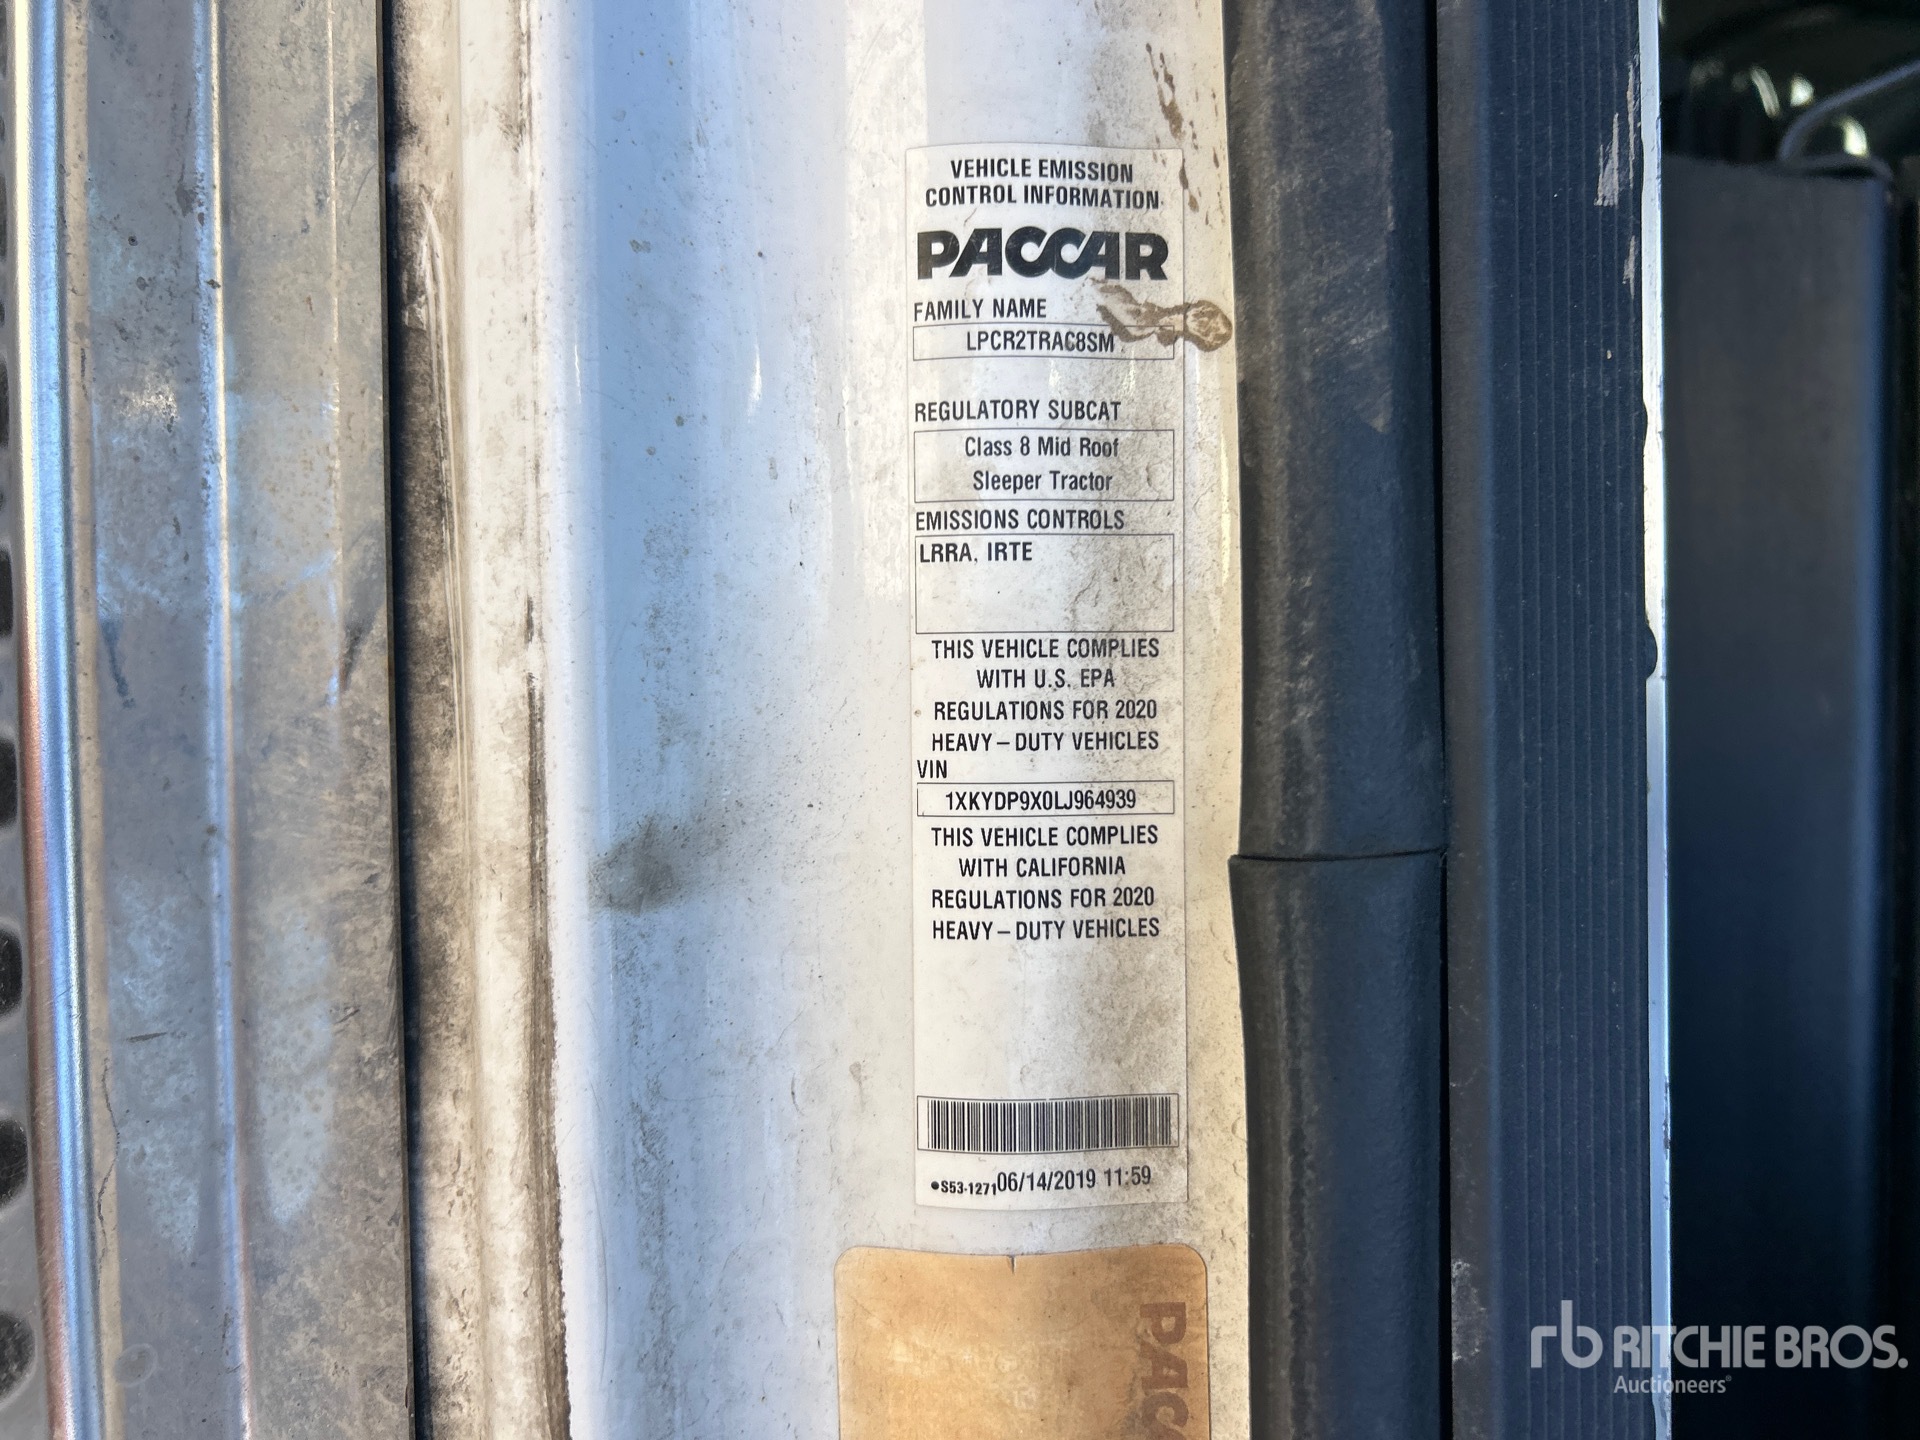 VEHICLE EMISSION
CONTROL INFORMATION
PACCAR
FAMILY NAME
LPCR2TRAC8SM
REGULATORY SUBCAT
Class 8 Mid Roof
Sleeper Tractor
EMISSIONS CONTROLS
LRRA, IRTE
THIS VEHICLE COMPLIES
WITH U.S. EPA
REGULATIONS FOR 2020
HEAVY-DUTY VEHICLES
VIN
1XKYDP9X0LJ964939
THIS VEHICLE COMPLIES
WITH CALIFORNIA
REGULATIONS FOR 2020
HEAVY-DUTY VEHICLES
•S53-1271 06/14/2019 11:59
PACC
rb RITCHIE BROS.
Auctioneers®